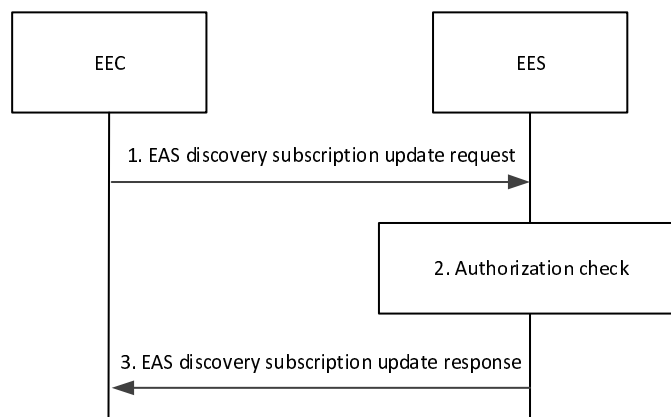 EEC
EES
1. EAS discovery subscription update request
2. Authorization check
3. EAS discovery subscription update response